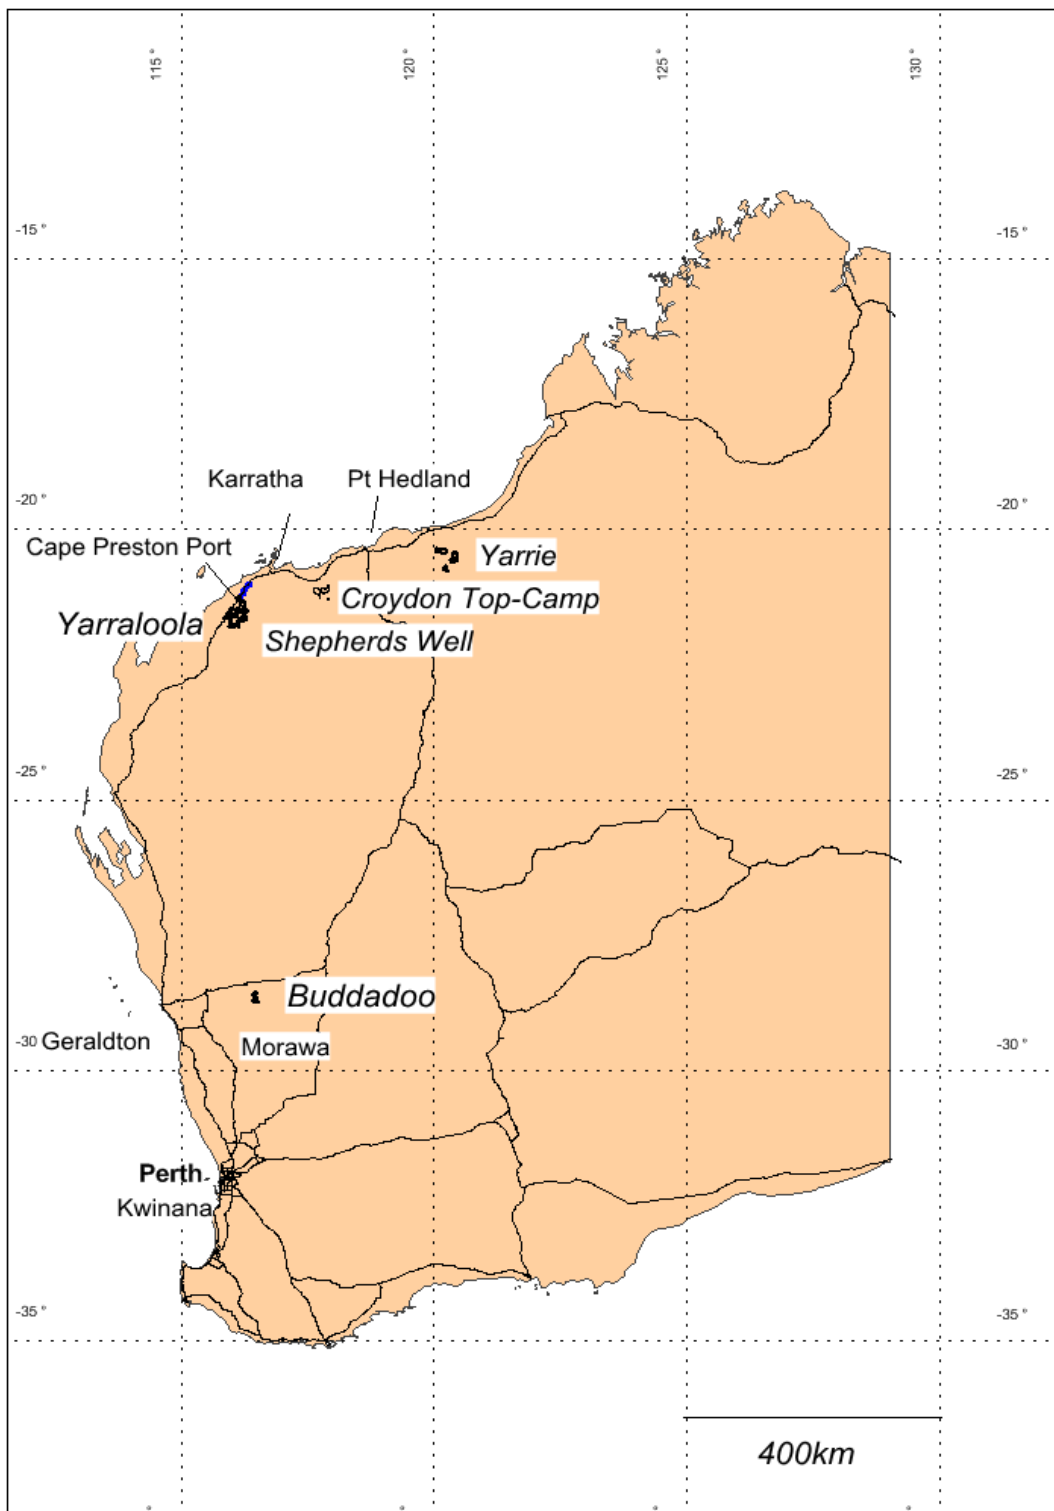 115 °
120 °
125 °
130 °
-15 °
-15 °
Karratha
Pt Hedland
-20 °
-20 °
Cape Preston Port
Yarrie
Croydon Top-Camp
Yarraloola
Shepherds Well
-25 °
-25 °
Buddadoo
Geraldton
Morawa
-30 °
-30 °
Perth
Kwinana
-35 °
-35 °
400km